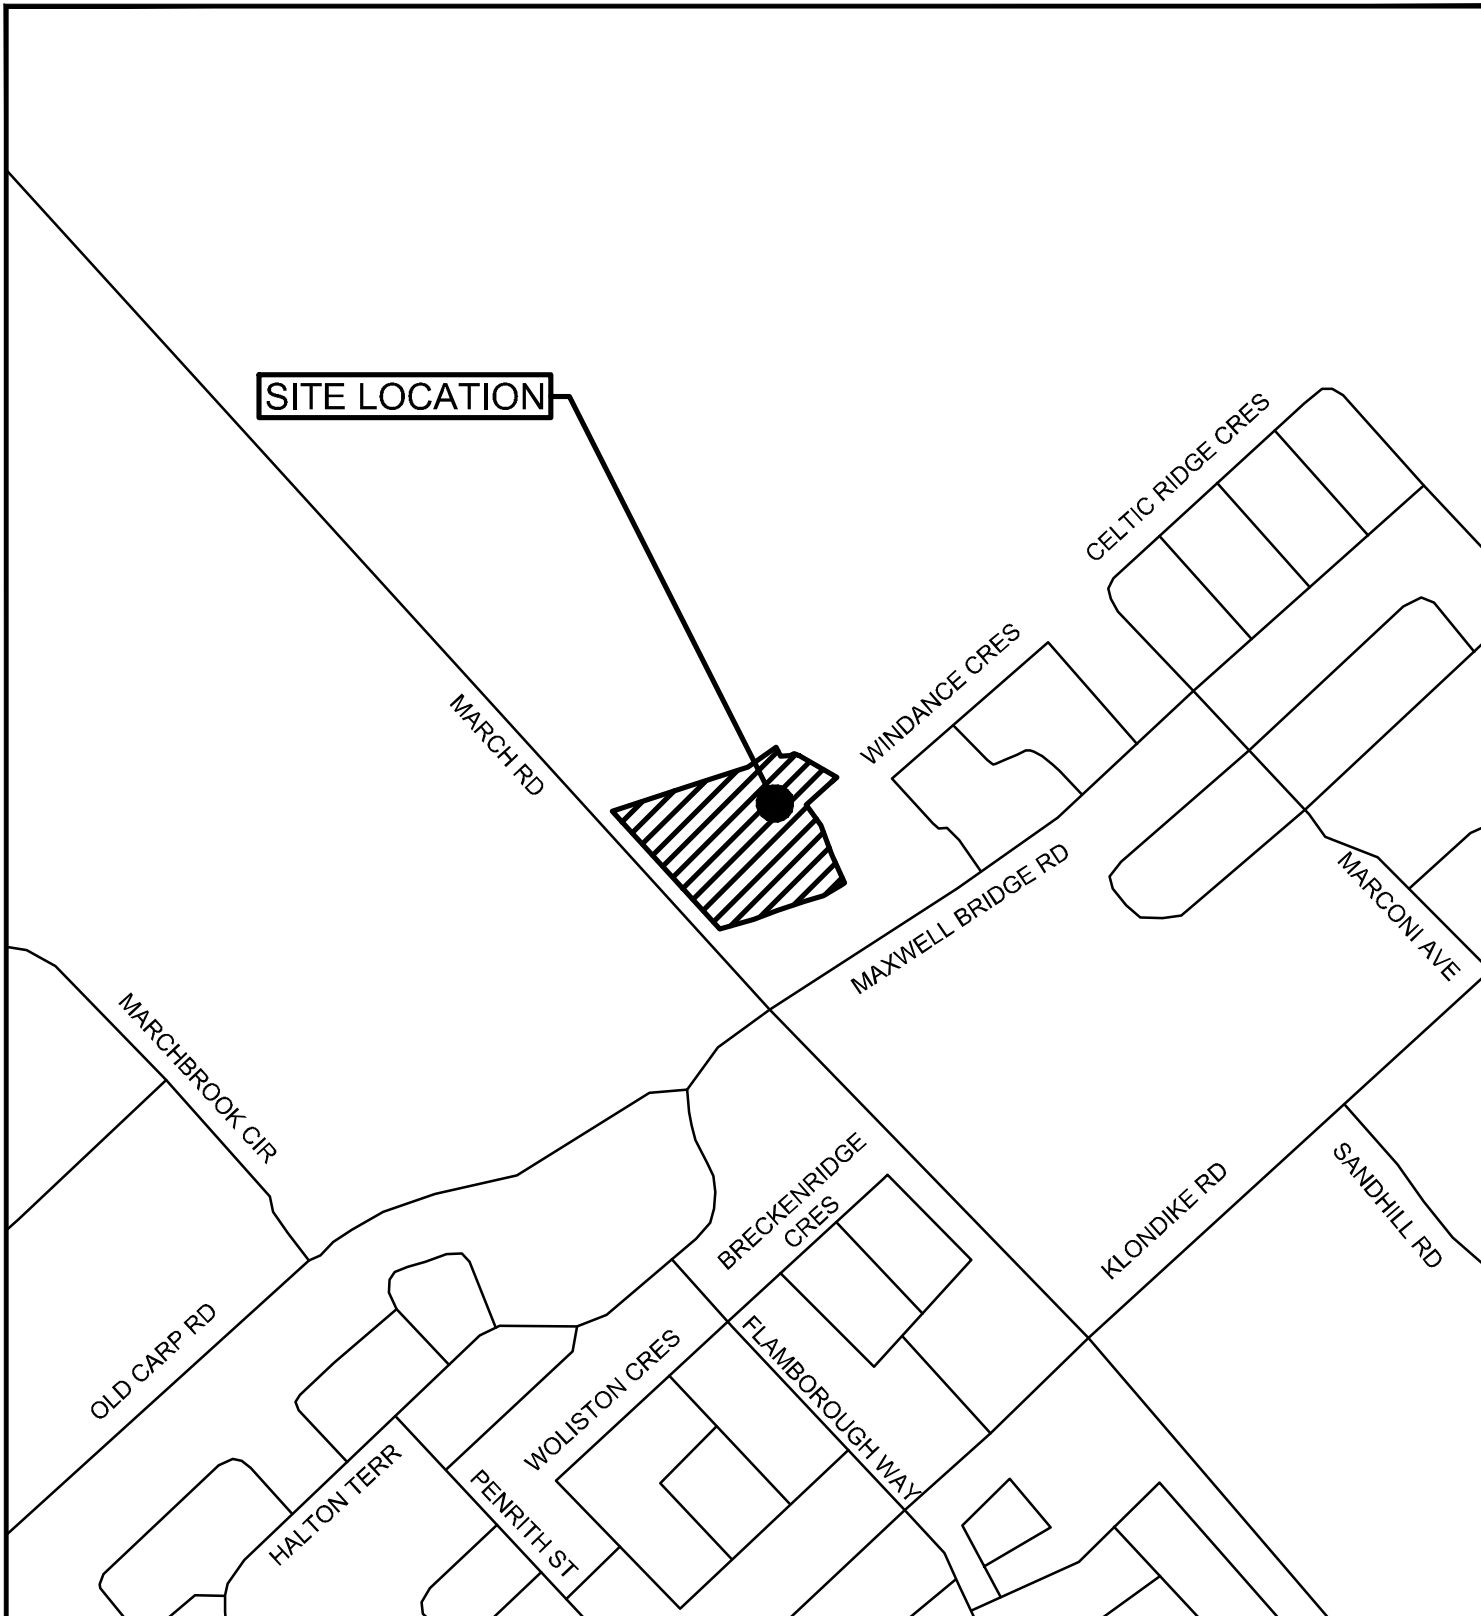 SITE LOCATION
CELTIC RIDGE CRES
WINDANCE CRES
MARCH RD
MAXWELL BRIDGE RD
MARCONI AVE
MARCHBROOK CIR
BRECKENRIDGE
CRES
KLONDIKE RD
SANDHILL RD
OLD CARP RD
WOLISTON CRES
FLAMBOROUGH WAY
HALTON TERR
PENRITH ST